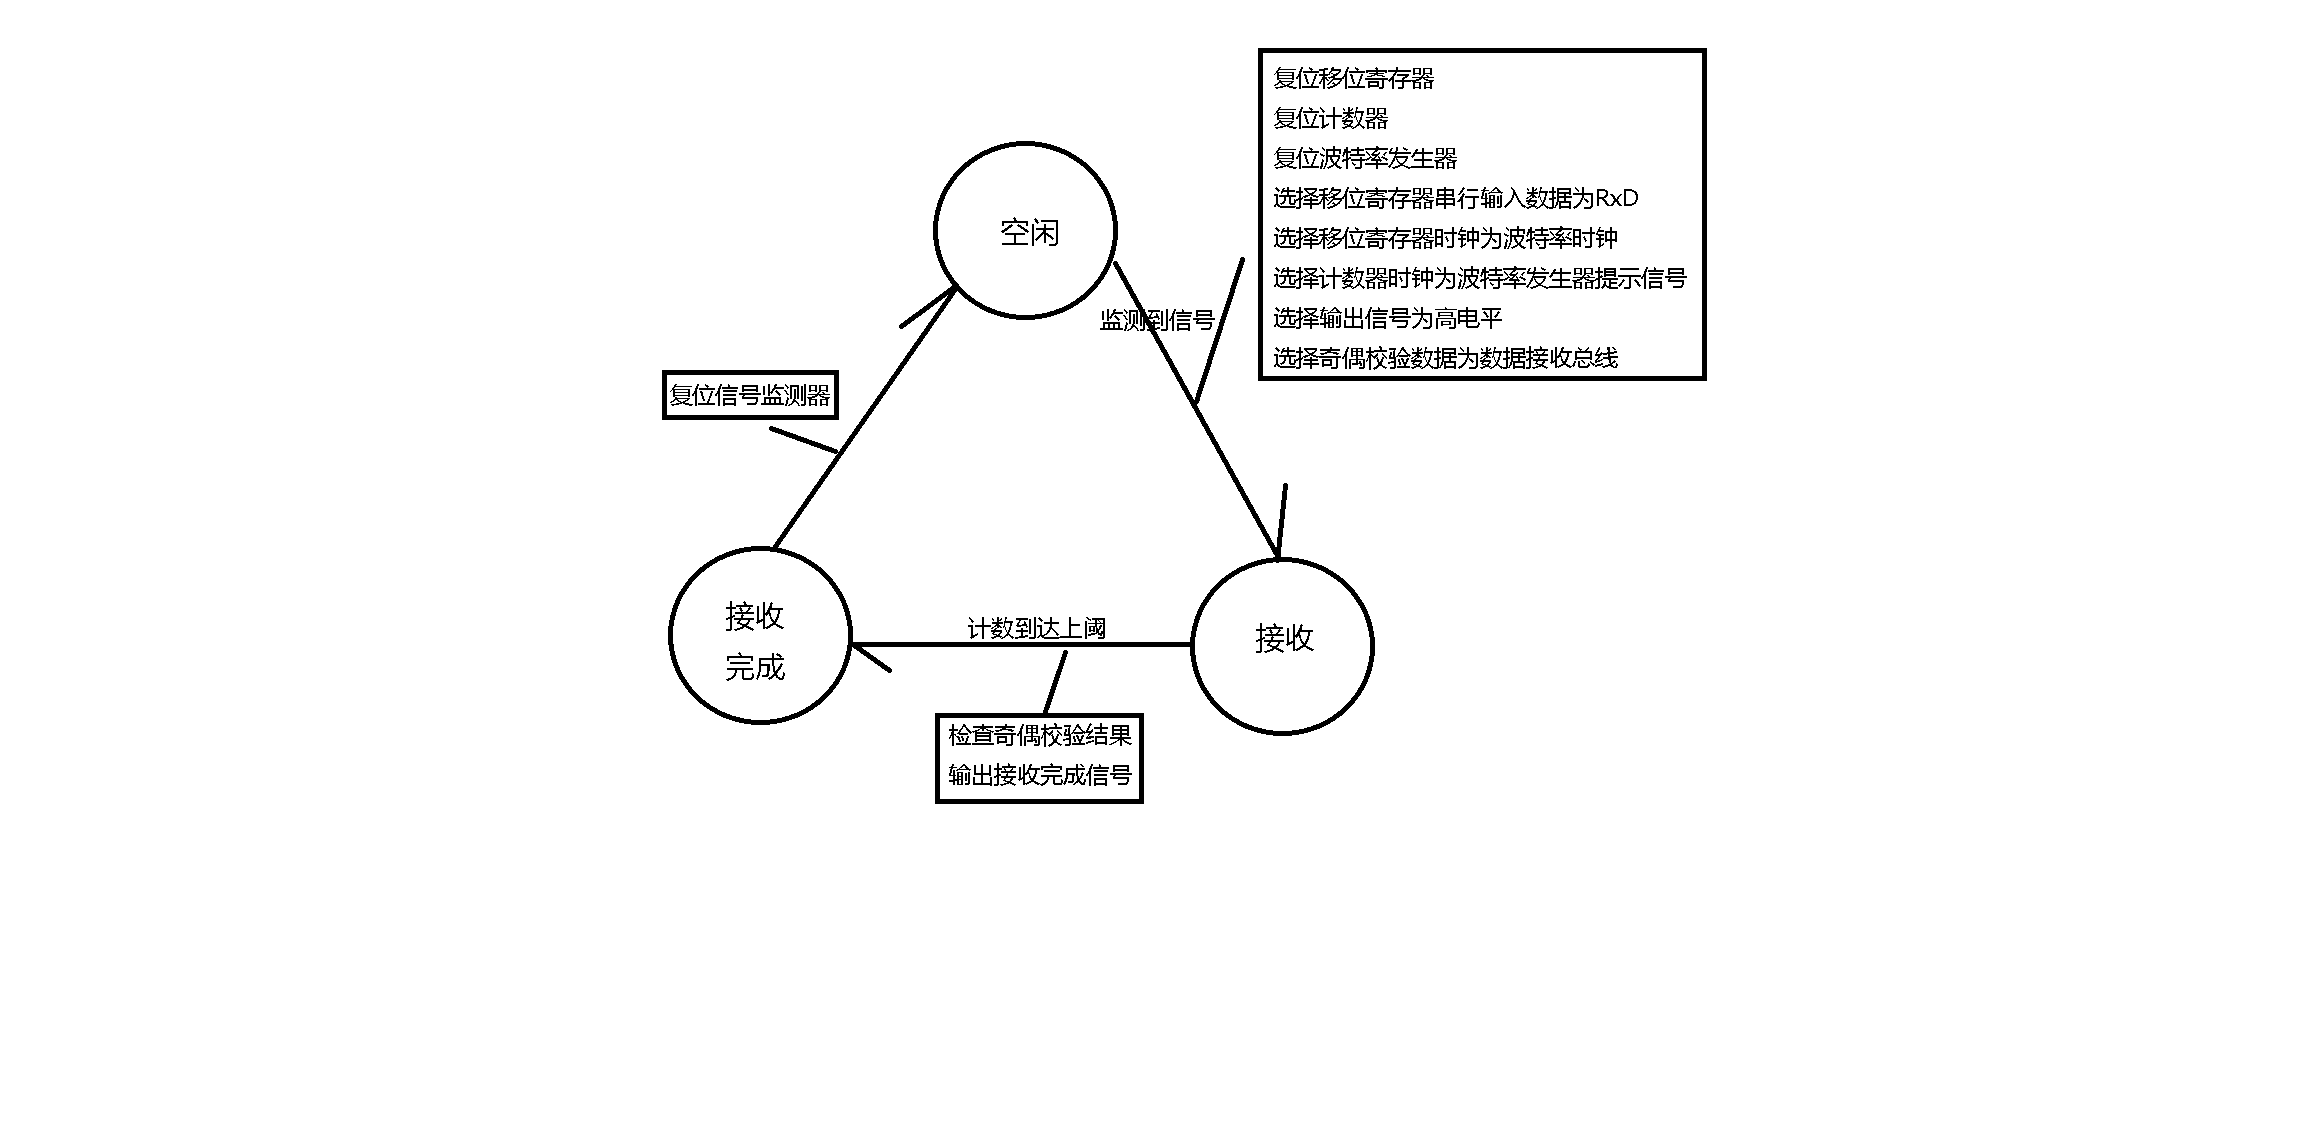 复位移位寄存器
复位计数器
复位波特率发生器
选择移位寄存器串行输入数据为RxD
选择移位寄存器时钟为波特率时钟
选择计数器时钟为波特率发生器提示信号
选择输出信号为高电平
选择奇偶校验数据为数据接收总线
空闲
监测到信号
复位信号监测器
接收
完成
计数到达上阈
接收
检查奇偶校验结果
输出接收完成信号